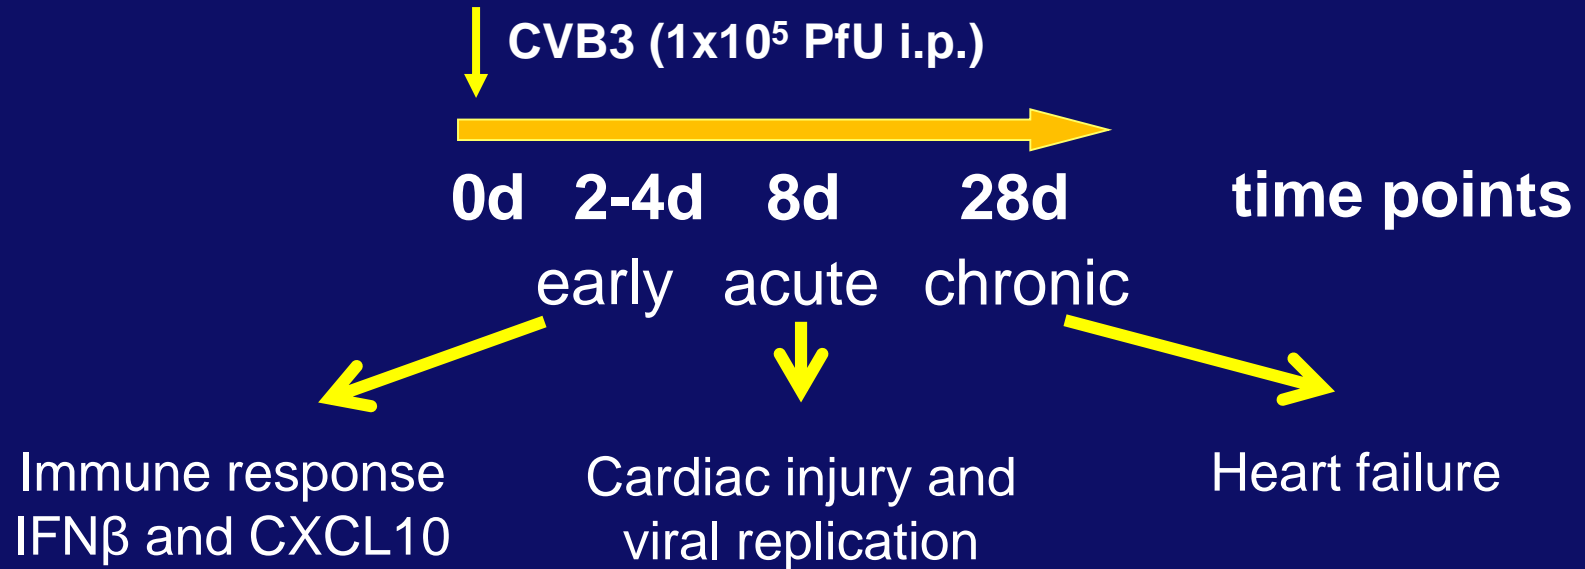 CVB3 (1x10⁵ PfU i.p.)
0d 2-4d 8d 28d time points
early acute chronic
Immune response Cardiac injury and Heart failure
IFNβ and CXCL10 viral replication